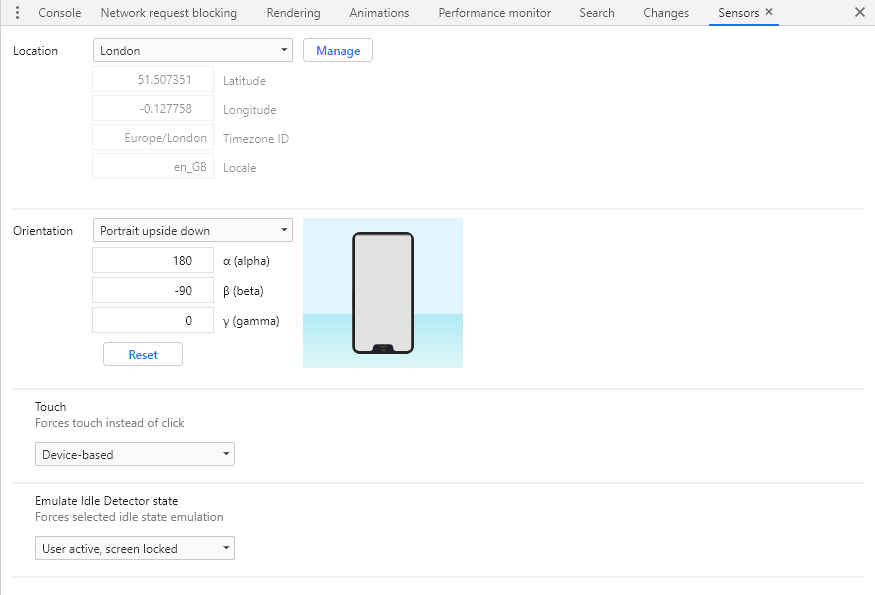 Console Network request blocking Rendering Animations Performance monitor Search Changes Sensors
Location London Manage
51.507351 Latitude
-0.127758 Longitude
Europe/London Timezone ID
en_GB Locale
Orientation Portrait upside down
180 α (alpha)
-90 β (beta)
0 γ (gamma)
Reset
Touch
Forces touch instead of click
Device-based
Emulate Idle Detector state
Forces selected idle state emulation
User active, screen locked